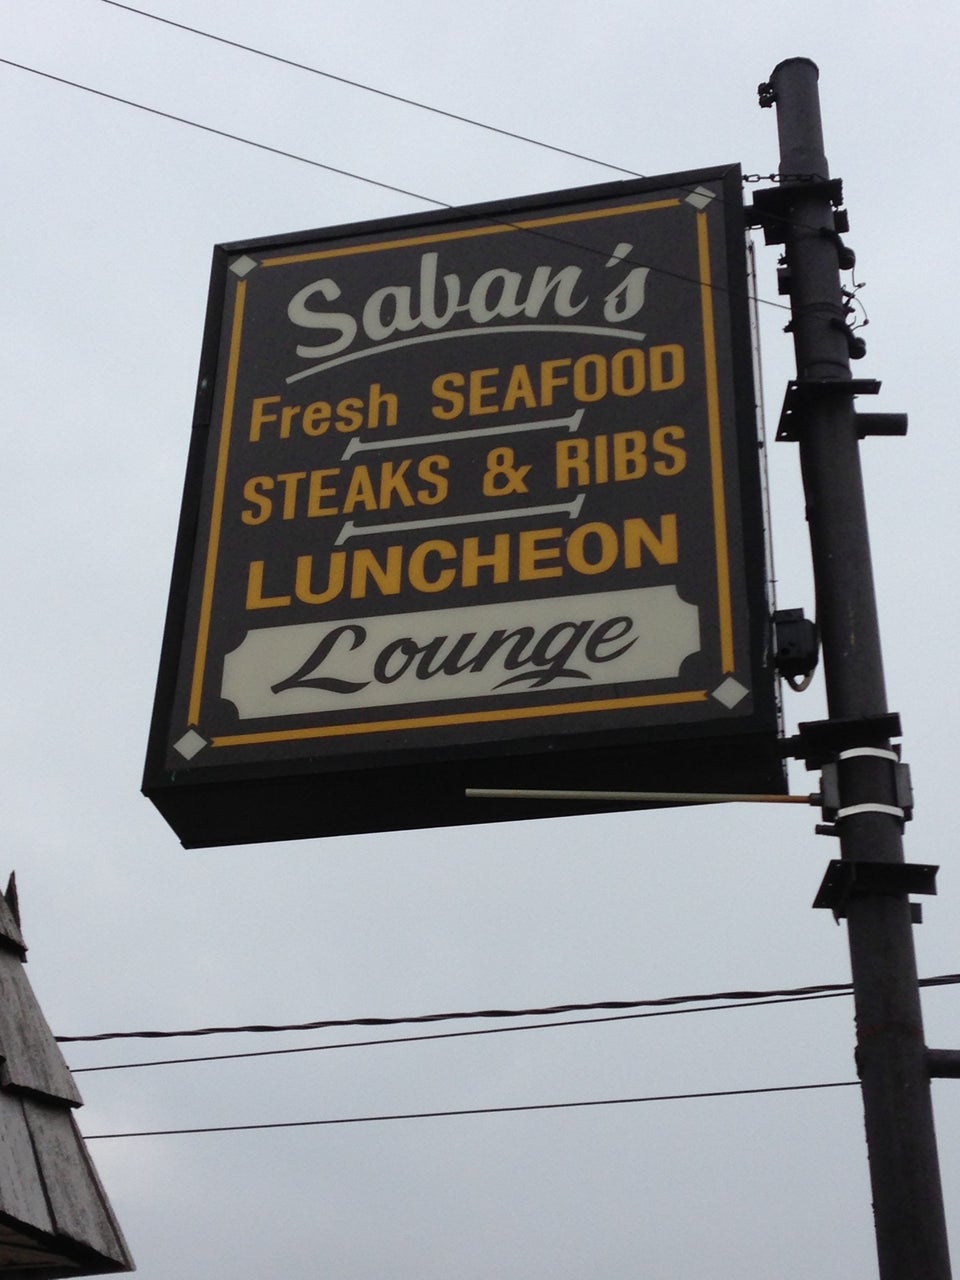 Saban's
Fresh SEAFOOD
STEAKS & RIBS
LUNCHEON
Lounge